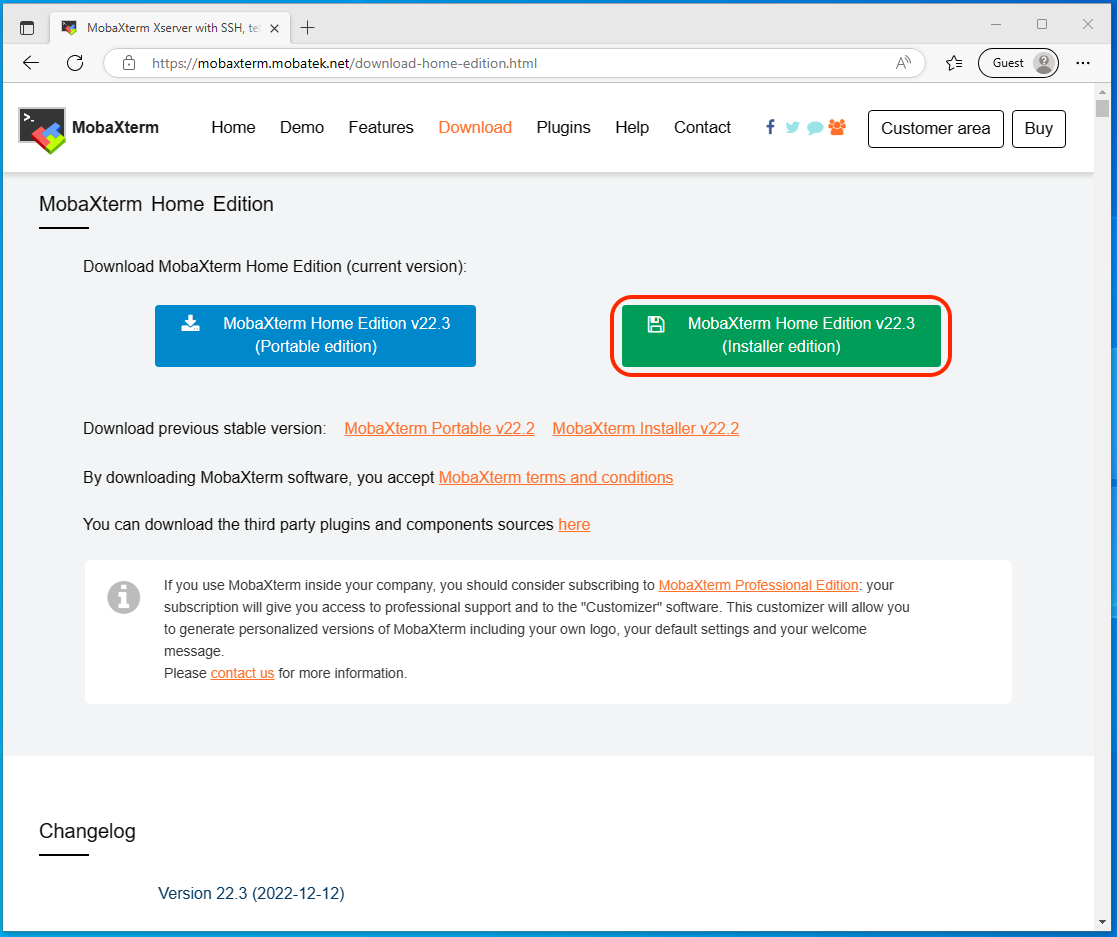 MobaXterm Xserver with SSH, tel
https://mobaxterm.mobatek.net/download-home-edition.html
Guest
MobaXterm
Home
Demo
Features
Download
Plugins
Help
Contact
Customer area
Buy
MobaXterm Home Edition
Download MobaXterm Home Edition (current version):
MobaXterm Home Edition v22.3
(Portable edition)
MobaXterm Home Edition v22.3
(Installer edition)
Download previous stable version: MobaXterm Portable v22.2 MobaXterm Installer v22.2
By downloading MobaXterm software, you accept MobaXterm terms and conditions
You can download the third party plugins and components sources here
If you use MobaXterm inside your company, you should consider subscribing to MobaXterm Professional Edition: your
subscription will give you access to professional support and to the "Customizer" software. This customizer will allow you
to generate personalized versions of MobaXterm including your own logo, your default settings and your welcome
message.
Please contact us for more information.
Changelog
Version 22.3 (2022-12-12)